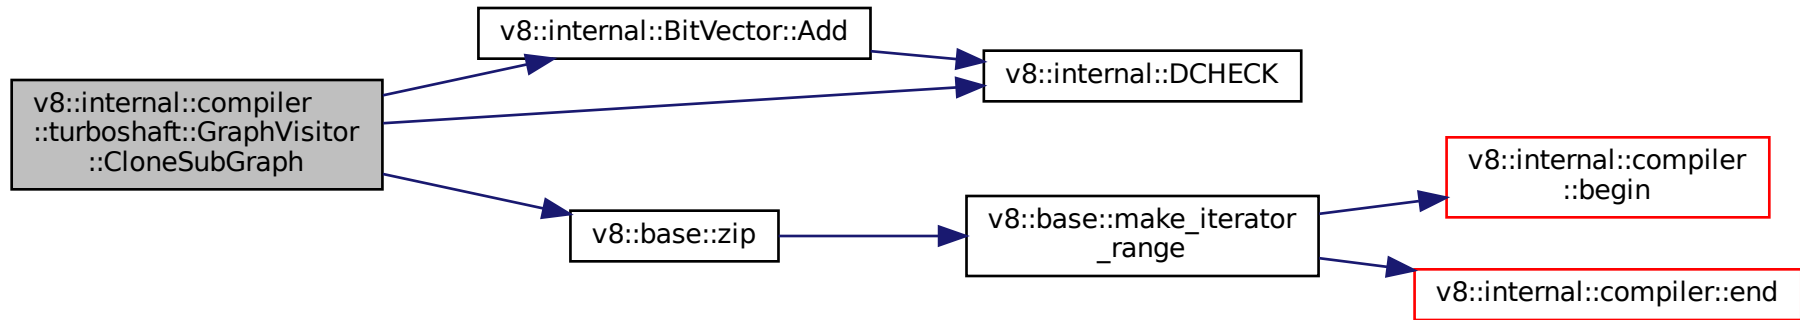 v8::internal::compiler
::turboshaft::GraphVisitor
::CloneSubGraph
v8::internal::BitVector::Add
v8::internal::DCHECK
v8::base::zip
v8::base::make_iterator
_range
v8::internal::compiler
::begin
v8::internal::compiler::end